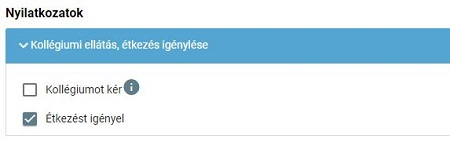 Nyilatkozatok
Kollégiumi ellátás, étkezés igénylése
Kollégiumot kér
Étkezést igényel